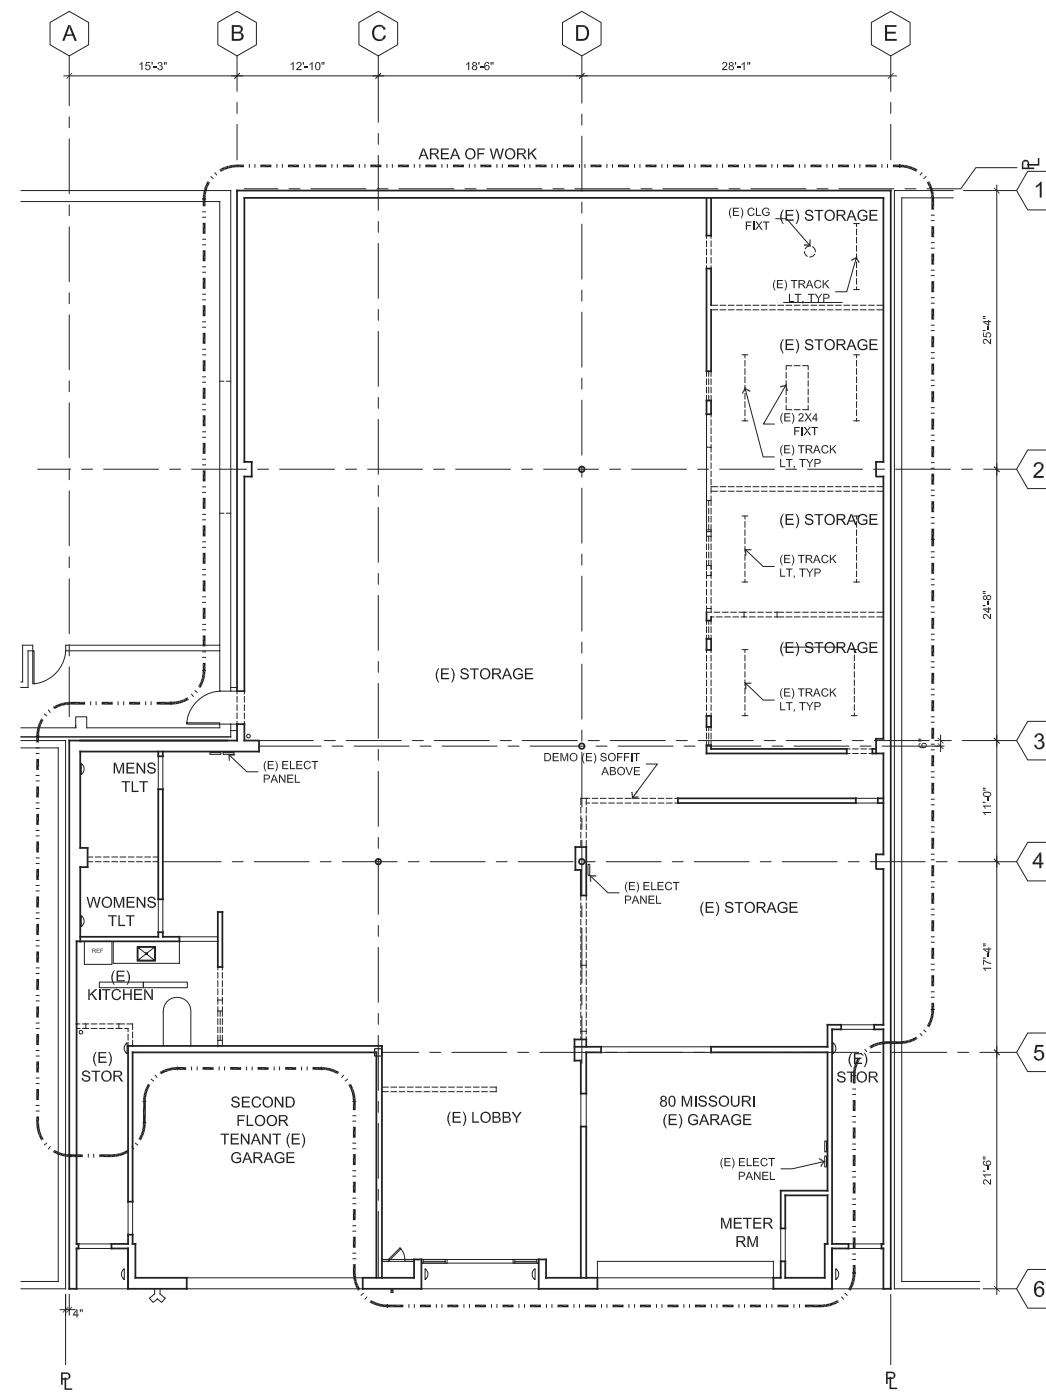 A
B
C
D
E
15'-3"
12'-10"
18'-6"
28'-1"
AREA OF WORK
PL
1
(E) CLG
FIXT
(E) STORAGE
(E) TRACK
LT, TYP
25'-4"
(E) STORAGE
(E) 2X4
FIXT
(E) TRACK
LT, TYP
2
(E) STORAGE
(E) TRACK
LT, TYP
24'-8"
(E) STORAGE
(E) STORAGE
(E) TRACK
LT, TYP
3
6"
MENS
TLT
(E) ELECT
PANEL
DEMO (E) SOFFIT
ABOVE
11'-0"
4
(E) ELECT
PANEL
WOMENS
TLT
(E) STORAGE
REF
17'-4"
(E)
KITCHEN
5
(E)
STOR
(E)
STOR
SECOND
FLOOR
TENANT (E)
GARAGE
(E) LOBBY
80 MISSOURI
(E) GARAGE
(E) ELECT
PANEL
21'-6"
METER
RM
6
4"
PL
PL